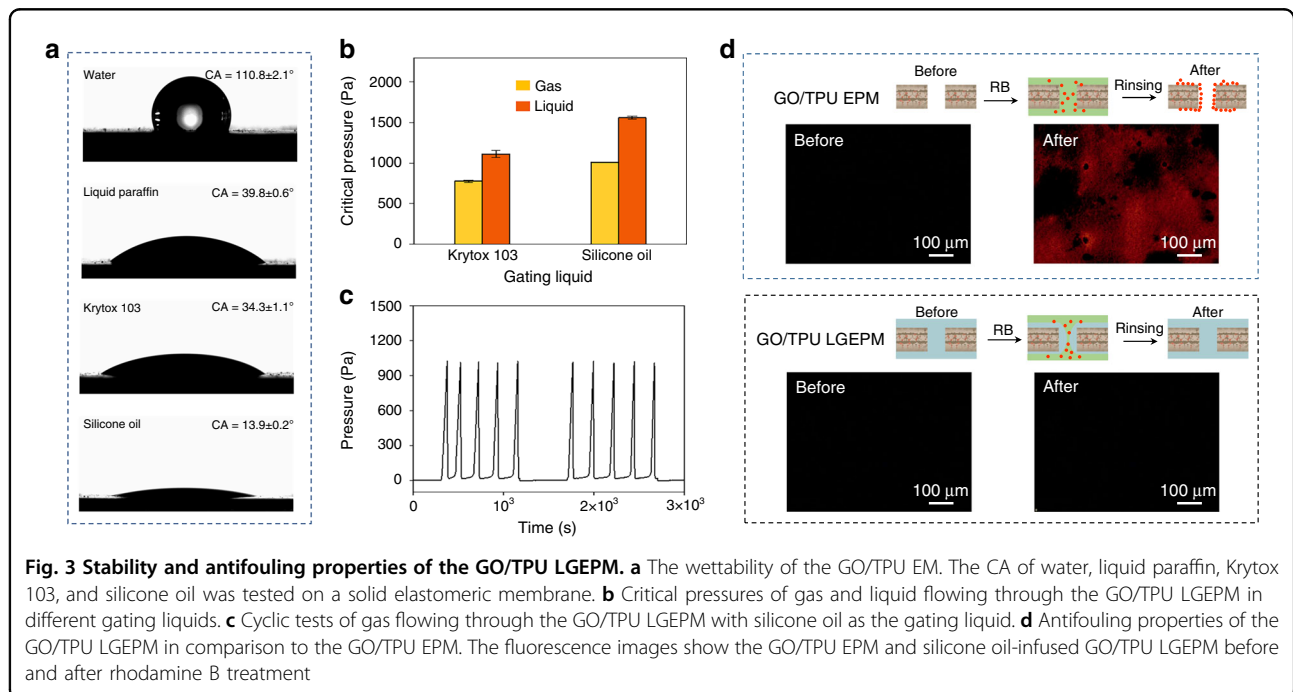 a
Water
CA = 110.8±2.1°
Liquid paraffin
CA = 39.8±0.6°
Krytox 103
CA = 34.3±1.1°
Silicone oil
CA = 13.9±0.2°
b
Critical pressure (Pa)
2000
1500
1000
500
0
Gas
Liquid
Krytox 103
Silicone oil
Gating liquid
c
Pressure (Pa)
1500
1200
900
600
300
0
0
10³
2×10³
3×10³
Time (s)
d
GO/TPU EPM
Before
RB
Rinsing
After
Before
100 μm
After
100 μm
GO/TPU LGEPM
Before
RB
Rinsing
After
Before
100 μm
After
100 μm
Fig. 3 Stability and antifouling properties of the GO/TPU LGEPM. a The wettability of the GO/TPU EM. The CA of water, liquid paraffin, Krytox
103, and silicone oil was tested on a solid elastomeric membrane. b Critical pressures of gas and liquid flowing through the GO/TPU LGEPM in
different gating liquids. c Cyclic tests of gas flowing through the GO/TPU LGEPM with silicone oil as the gating liquid. d Antifouling properties of the
GO/TPU LGEPM in comparison to the GO/TPU EPM. The fluorescence images show the GO/TPU EPM and silicone oil-infused GO/TPU LGEPM before
and after rhodamine B treatment